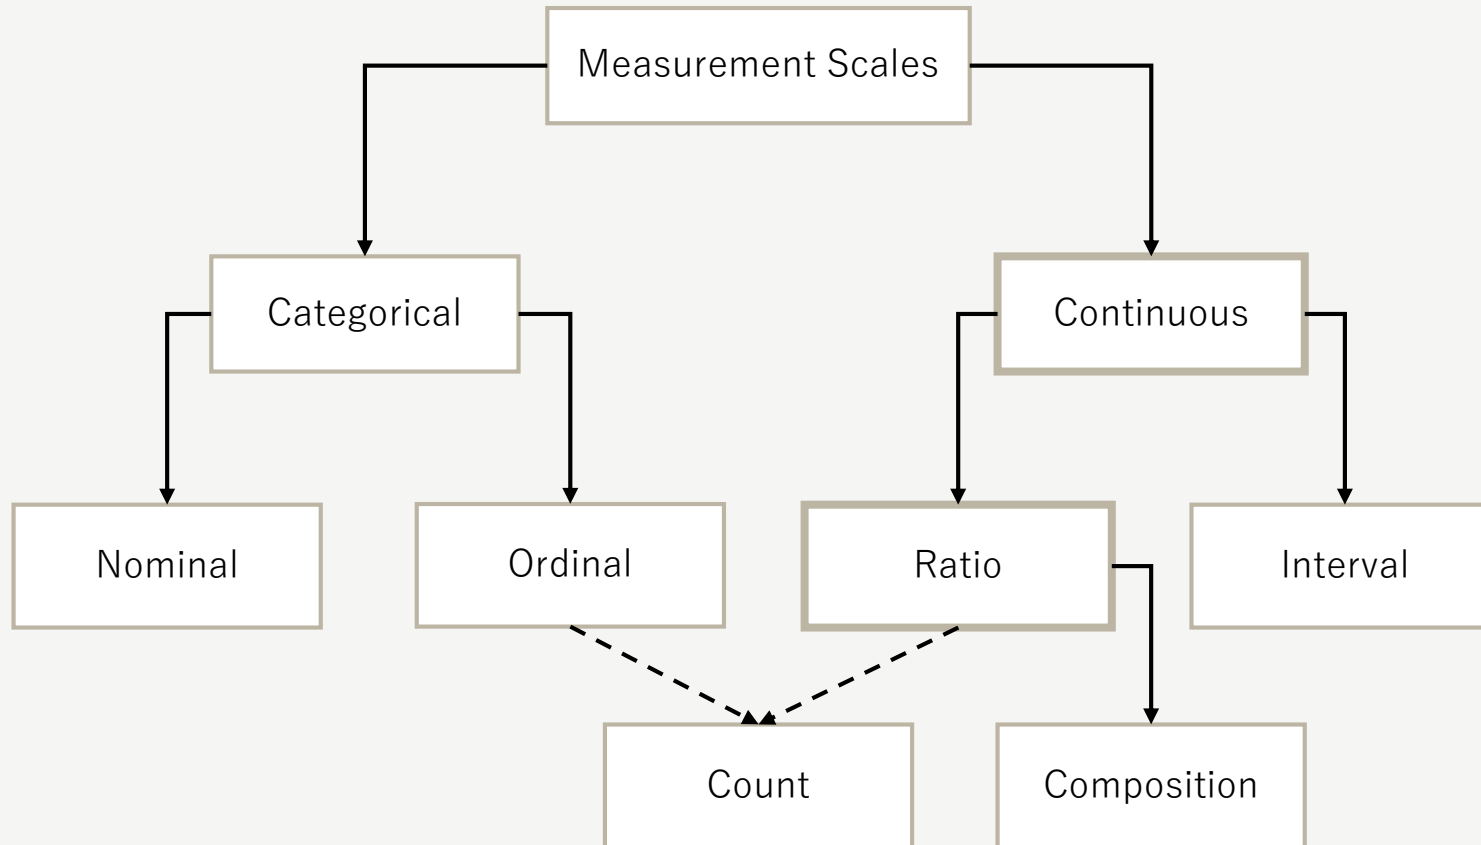 Measurement Scales
Categorical
Continuous
Nominal
Ordinal
Ratio
Interval
Count
Composition